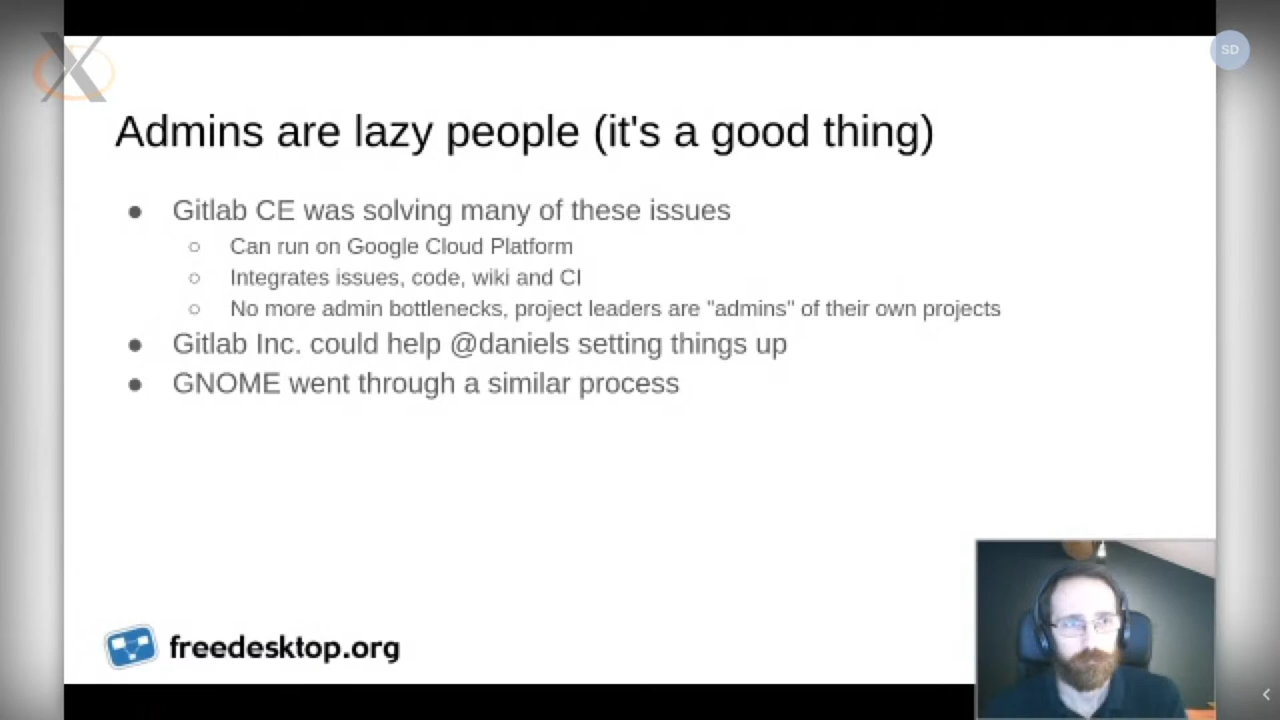 X
SD
Admins are lazy people (it's a good thing)
Gitlab CE was solving many of these issues
Can run on Google Cloud Platform
Integrates issues, code, wiki and CI
No more admin bottlenecks, project leaders are "admins" of their own projects
Gitlab Inc. could help @daniels setting things up
GNOME went through a similar process
freedesktop.org